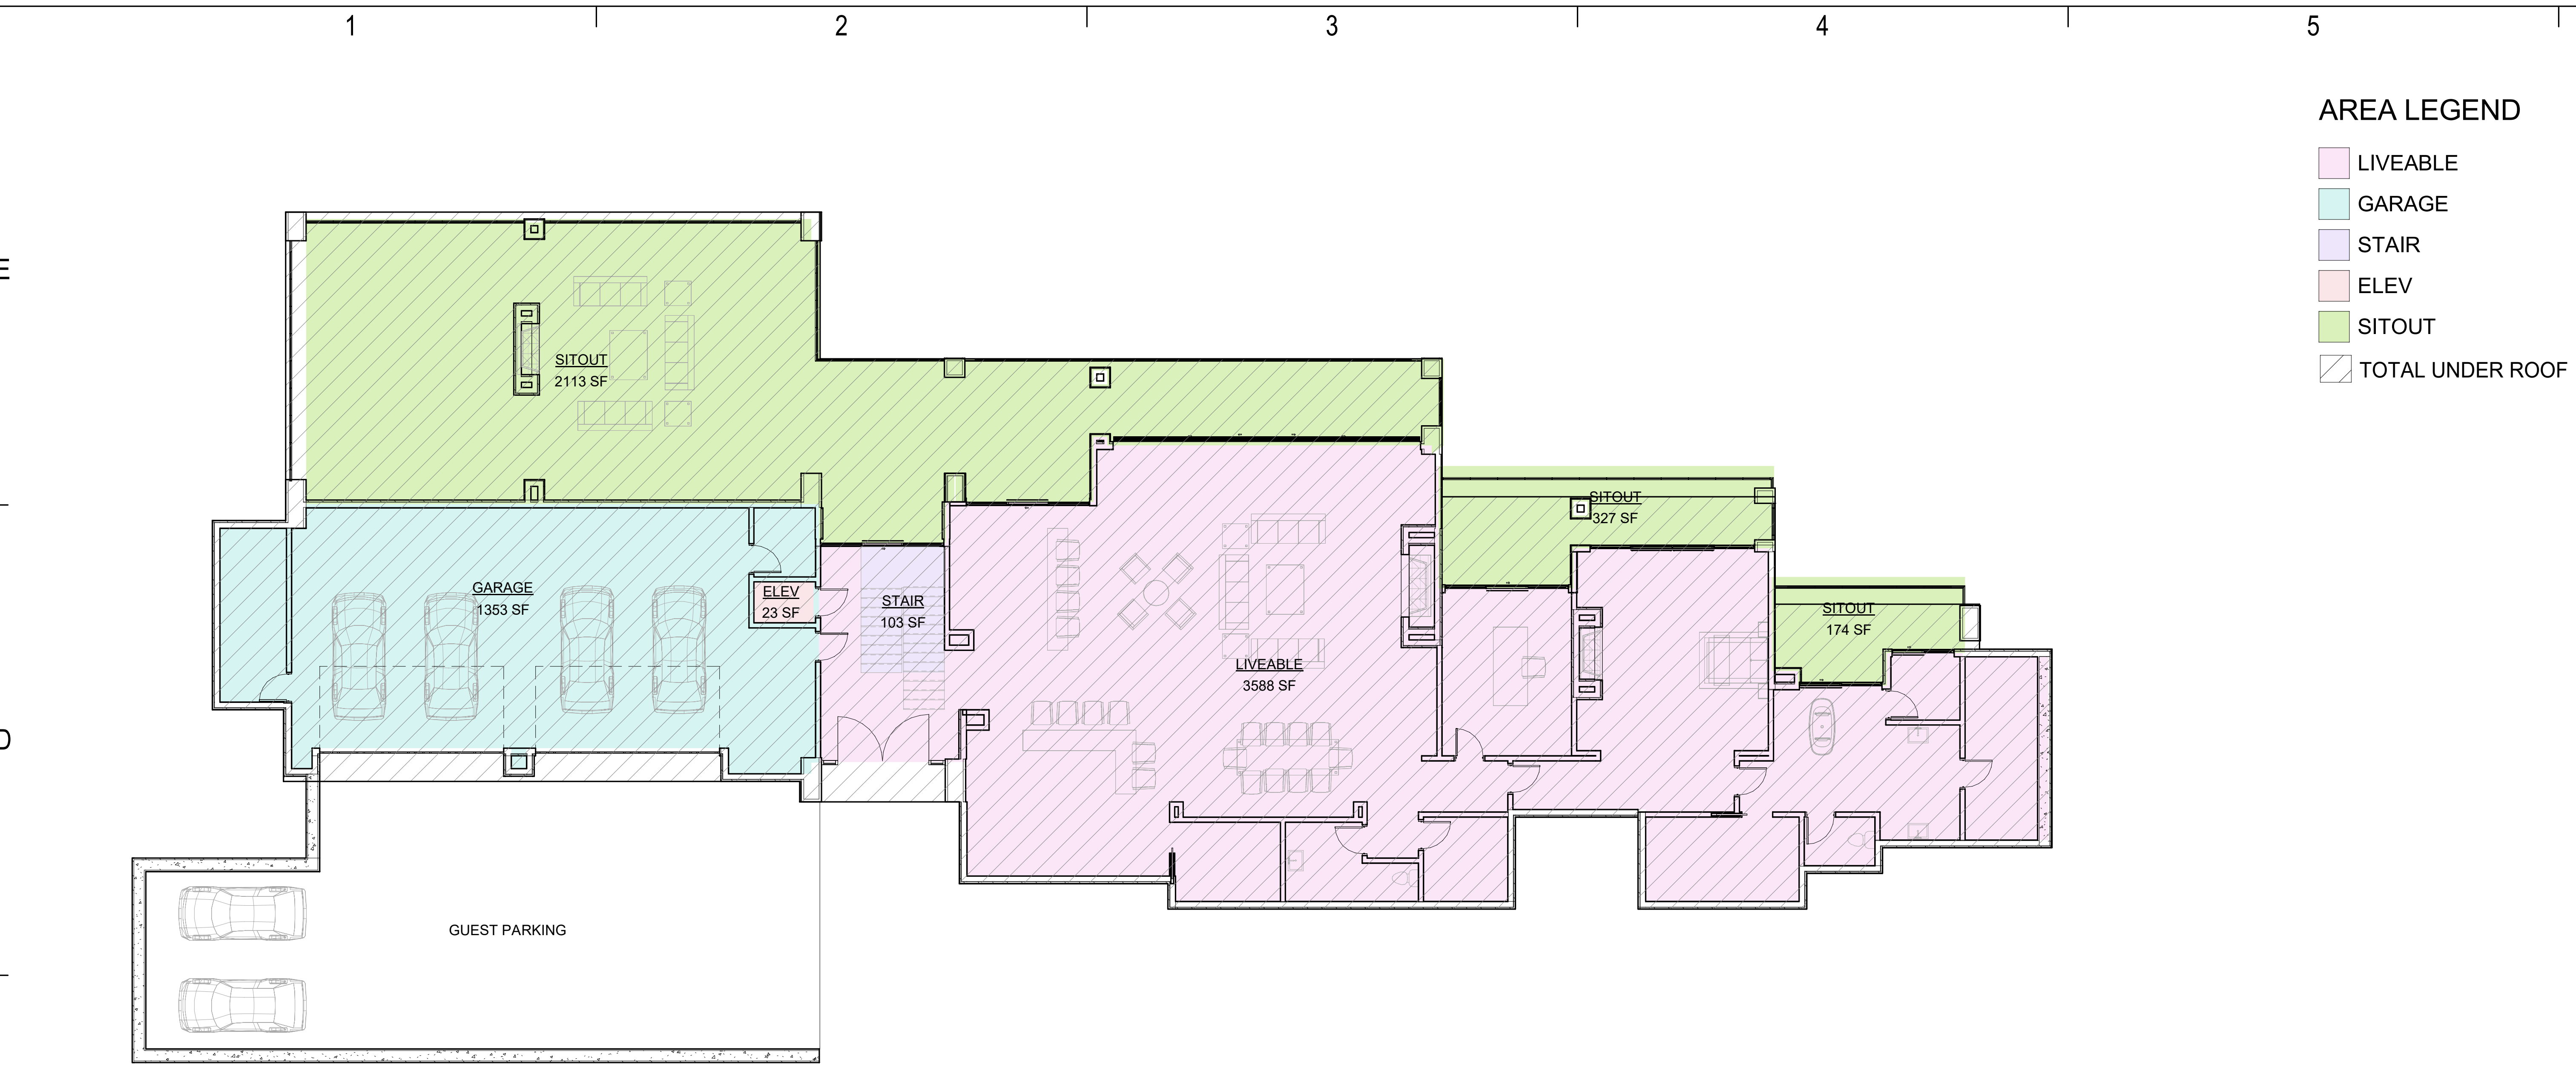 1 2 3 4 5
AREA LEGEND
LIVEABLE
GARAGE
STAIR
ELEV
SITOUT
TOTAL UNDER ROOF
E
SITOUT
2113 SF
SITOUT
327 SF
GARAGE
1353 SF
ELEV
23 SF
STAIR
103 SF
SITOUT
174 SF
LIVEABLE
3588 SF
D
GUEST PARKING